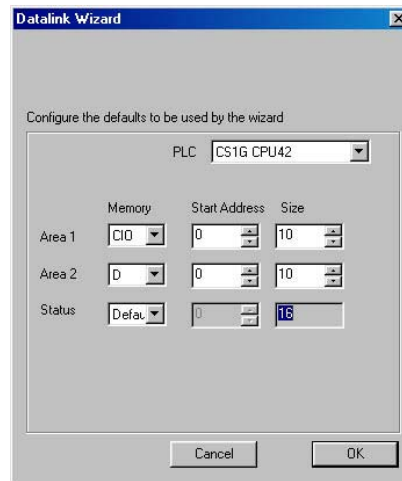 Datalink Wizard
Configure the defaults to be used by the wizard
PLC CS1G CPU42
Memory Start Address Size
Area 1 CIO 0 10
Area 2 D 0 10
Status Defau 0 16
Cancel OK